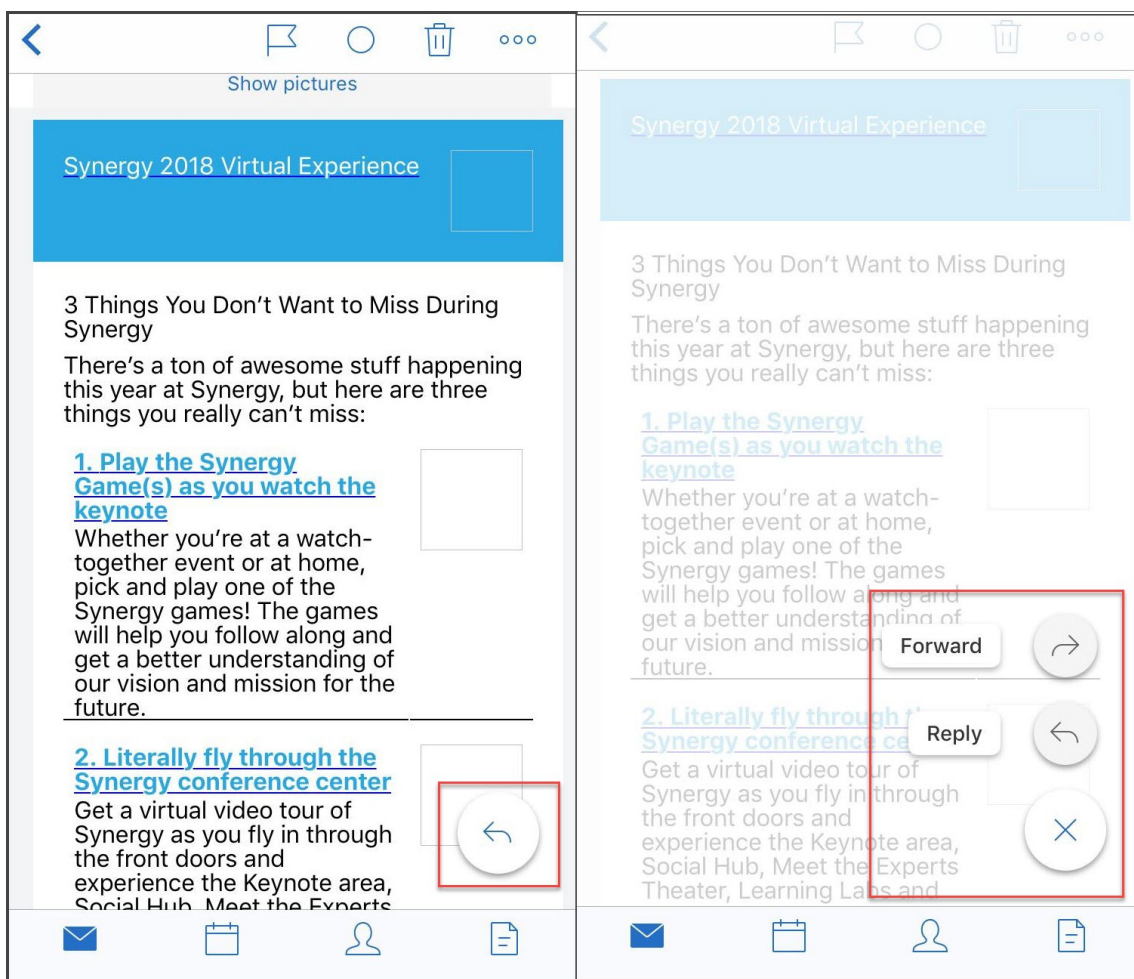 Show pictures
Synergy 2018 Virtual Experience
3 Things You Don't Want to Miss During
Synergy
There's a ton of awesome stuff happening
this year at Synergy, but here are three
things you really can't miss:
1. Play the Synergy
Game(s) as you watch the
keynote
Whether you're at a watch-
together event or at home,
pick and play one of the
Synergy games! The games
will help you follow along and
get a better understanding of
our vision and mission for the
future.
2. Literally fly through the
Synergy conference center
Get a virtual video tour of
Synergy as you fly in through
the front doors and
experience the Keynote area,
Social Hub, Meet the Experts
Synergy 2018 Virtual Experience
3 Things You Don't Want to Miss During
Synergy
There's a ton of awesome stuff happening
this year at Synergy, but here are three
things you really can't miss:
1. Play the Synergy
Game(s) as you watch the
keynote
Whether you're at a watch-
together event or at home,
pick and play one of the
Synergy games! The games
will help you follow along and
get a better understanding of
our vision and mission
future.
Forward
2. Literally fly through
Synergy conference
Reply
Get a virtual video tour of
Synergy as you fly in through
the front doors and
experience the Keynote area,
Social Hub, Meet the Experts
Theater, Learning Labs and